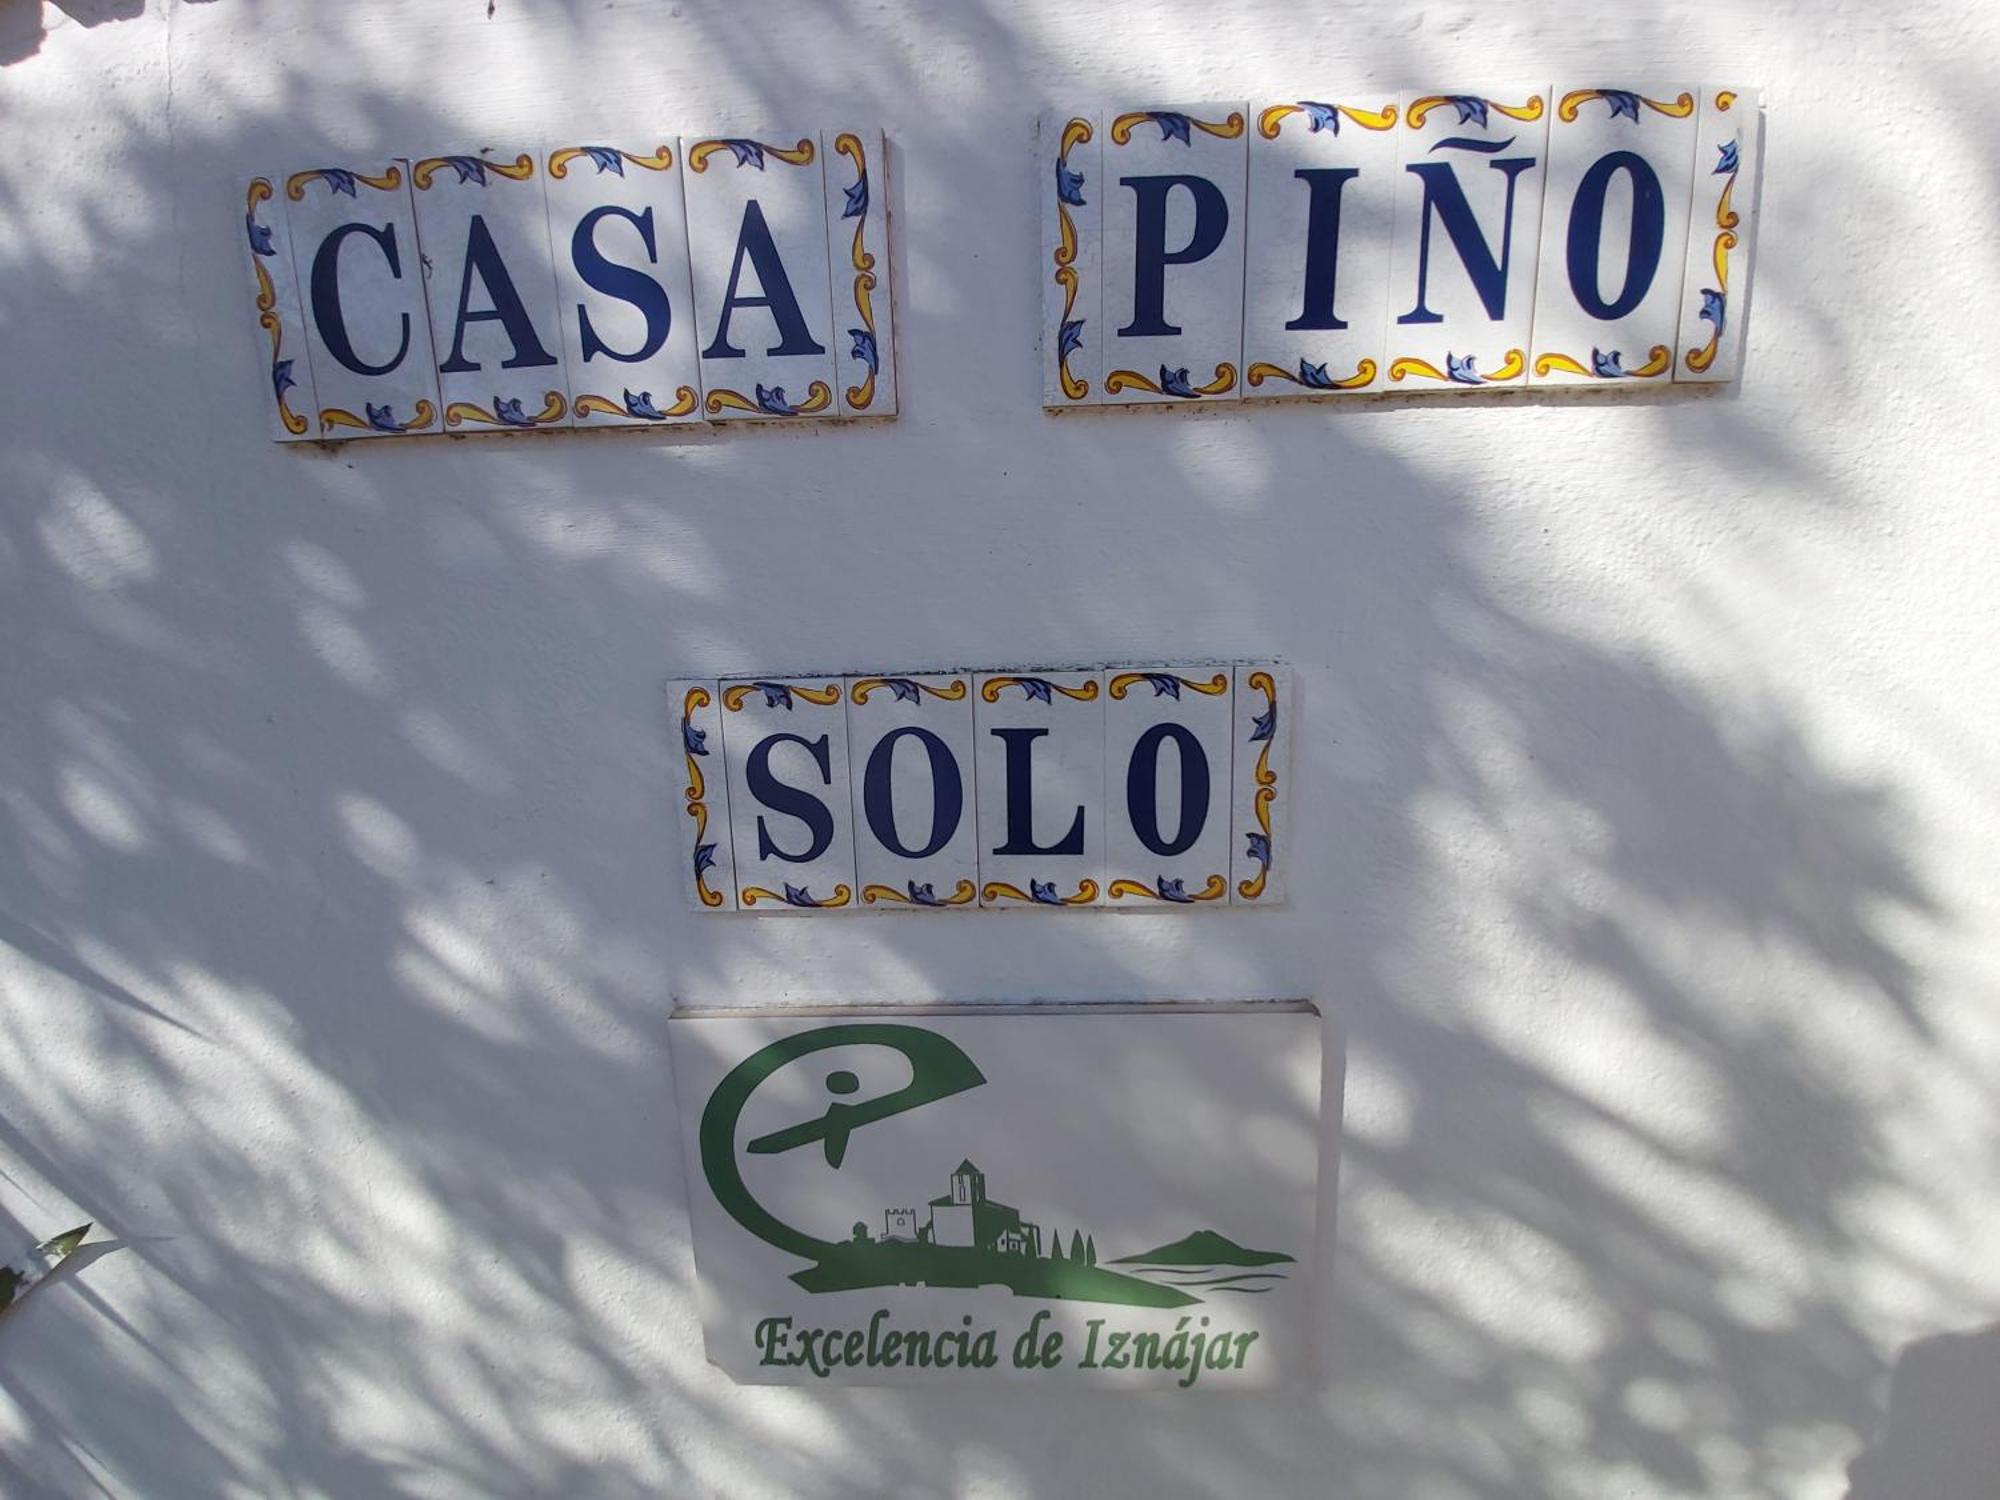 CASA PIÑO
SOLO
Excelencia de Iznájar